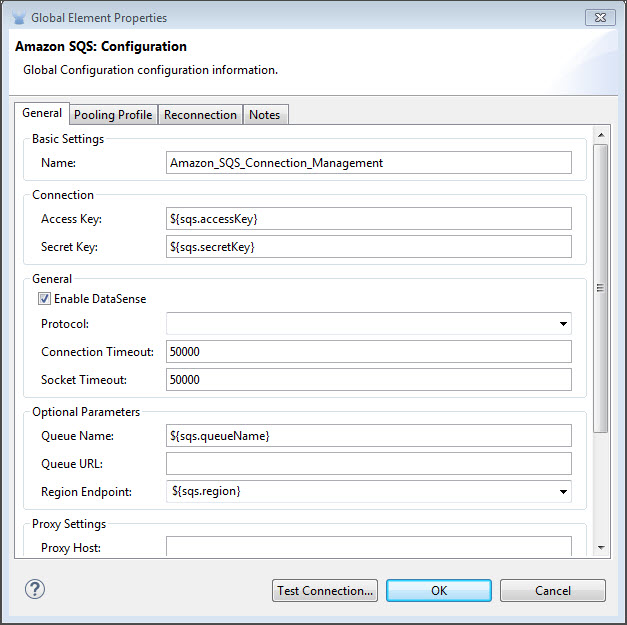 Global Element Properties
Amazon SQS: Configuration
Global Configuration configuration information.
General Pooling Profile Reconnection Notes
Basic Settings
Name: Amazon_SQS_Connection_Management
Connection
Access Key: ${sqs.accessKey}
Secret Key: ${sqs.secretKey}
General
Enable DataSense
Protocol:
Connection Timeout: 50000
Socket Timeout: 50000
Optional Parameters
Queue Name: ${sqs.queueName}
Queue URL:
Region Endpoint: ${sqs.region}
Proxy Settings
Proxy Host:
? Test Connection... OK Cancel